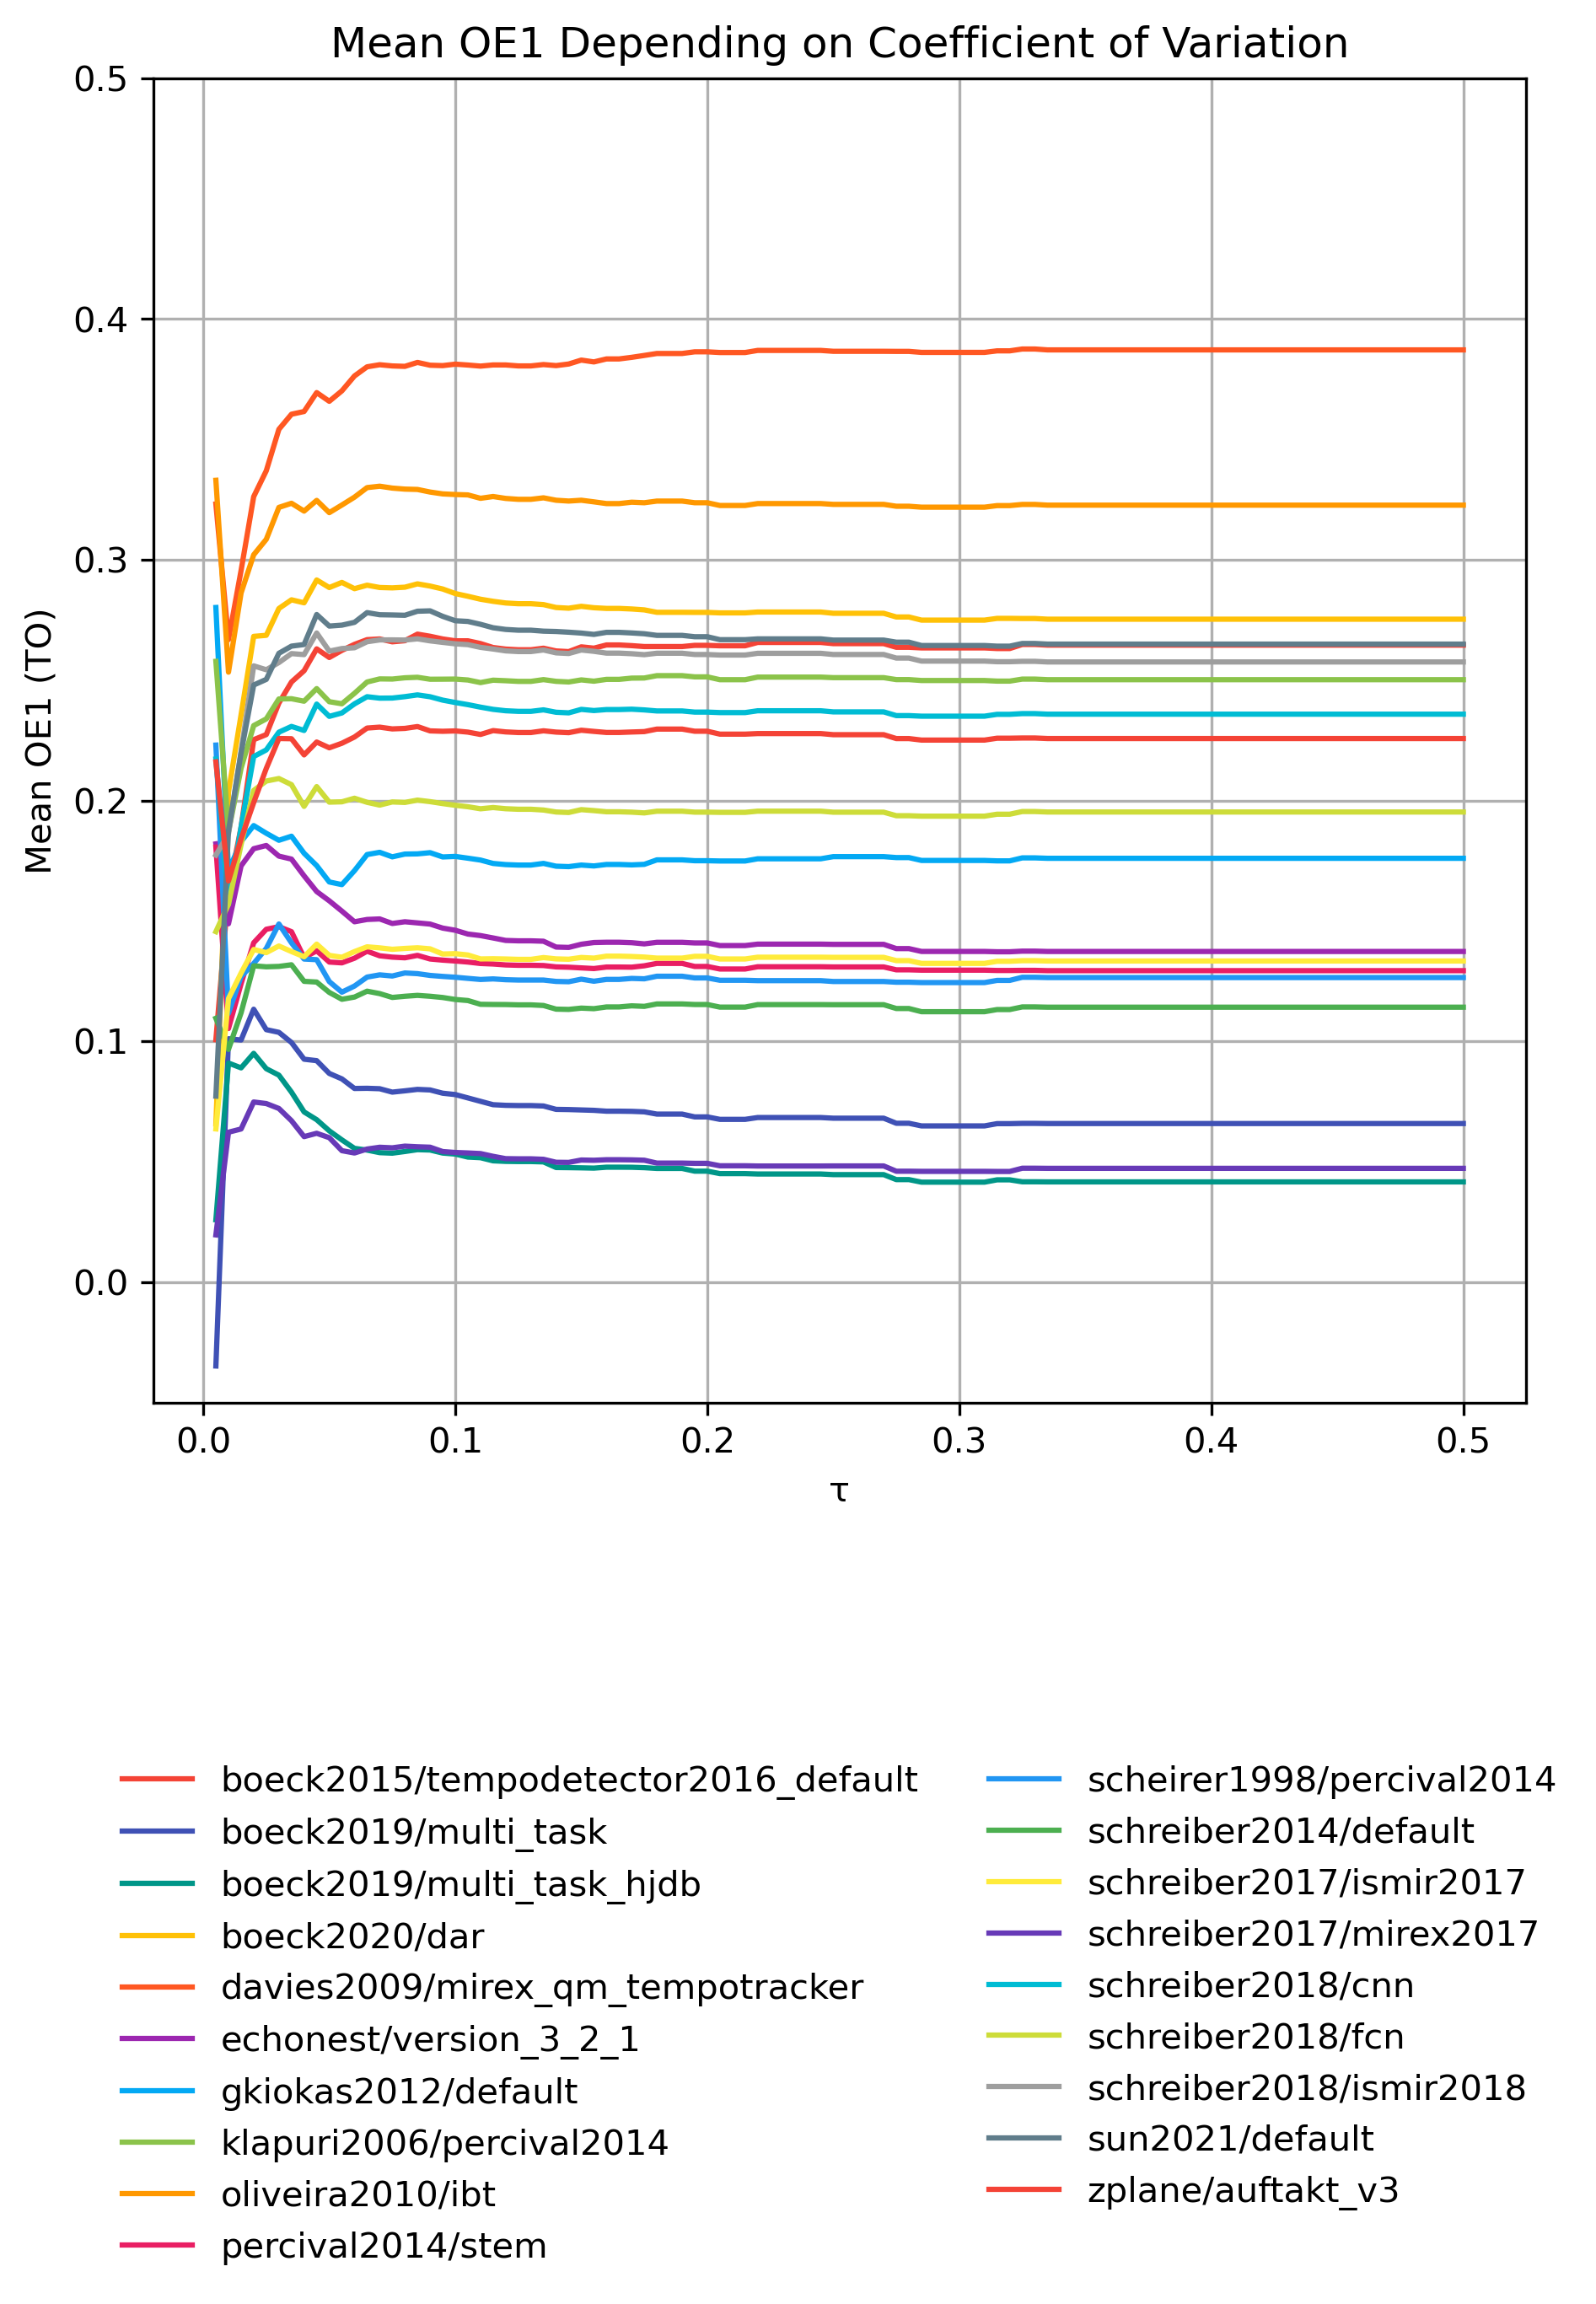 Mean OE1 Depending on Coefficient of Variation
0.5
0.4
0.3
0.2
0.1
0.0
Mean OE1 (TO)
0.0 0.1 0.2 0.3 0.4 0.5
τ
boeck2015/tempodetector2016_default
boeck2019/multi_task
boeck2019/multi_task_hjdb
boeck2020/dar
davies2009/mirex_qm_tempotracker
echonest/version_3_2_1
gkiokas2012/default
klapuri2006/percival2014
oliveira2010/ibt
percival2014/stem
scheirer1998/percival2014
schreiber2014/default
schreiber2017/ismir2017
schreiber2017/mirex2017
schreiber2018/cnn
schreiber2018/fcn
schreiber2018/ismir2018
sun2021/default
zplane/auftakt_v3